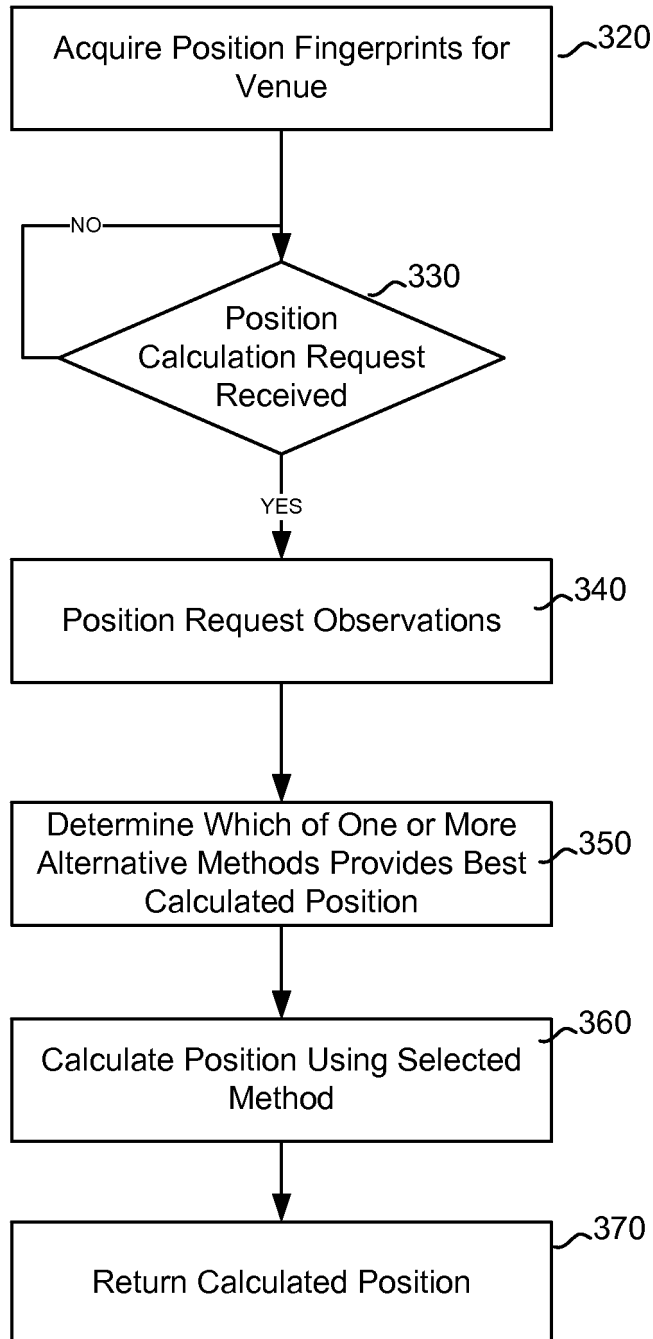 Acquire Position Fingerprints for
Venue
320
NO
330
Position
Calculation Request
Received
YES
340
Position Request Observations
Determine Which of One or More
Alternative Methods Provides Best
Calculated Position
350
360
Calculate Position Using Selected
Method
370
Return Calculated Position